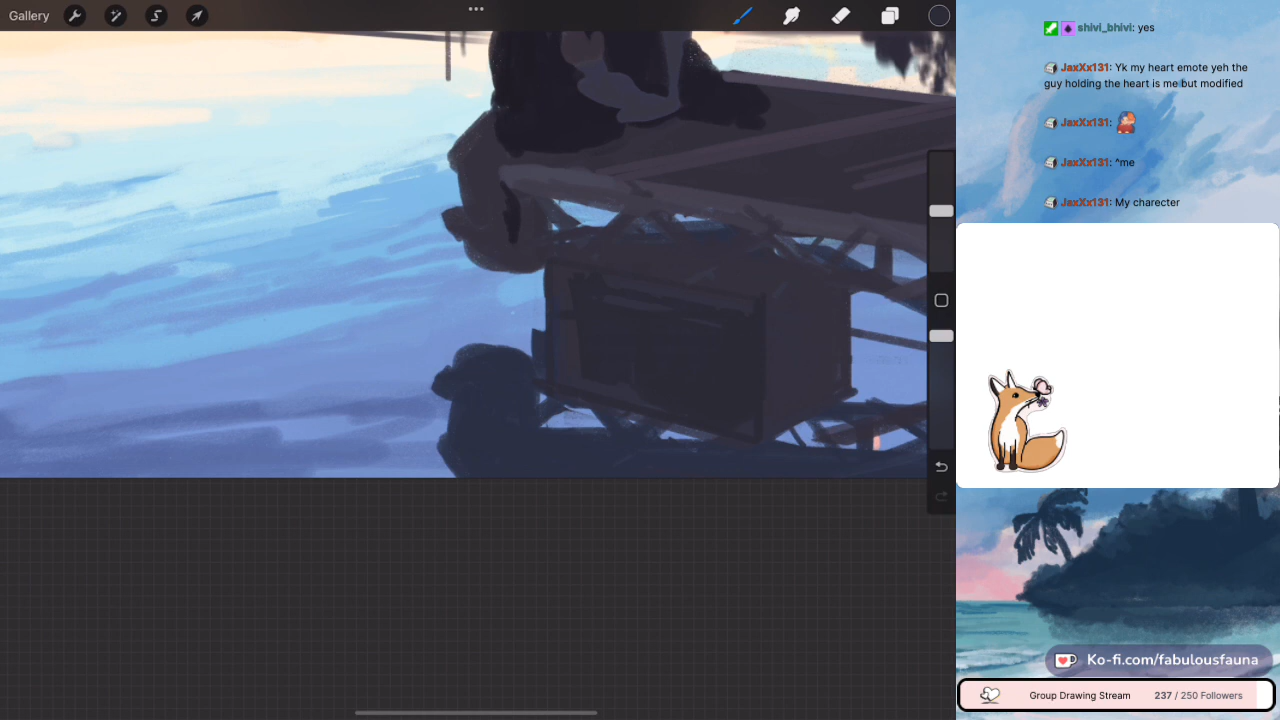 Gallery
shivi_bhivi: yes
JaxXx131: Yk my heart emote yeh the
guy holding the heart is me but modified
JaxXx131:
JaxXx131: ^me
JaxXx131: My charecter
Ko-fi.com/fabulousfauna
Group Drawing Stream 237 / 250 Followers